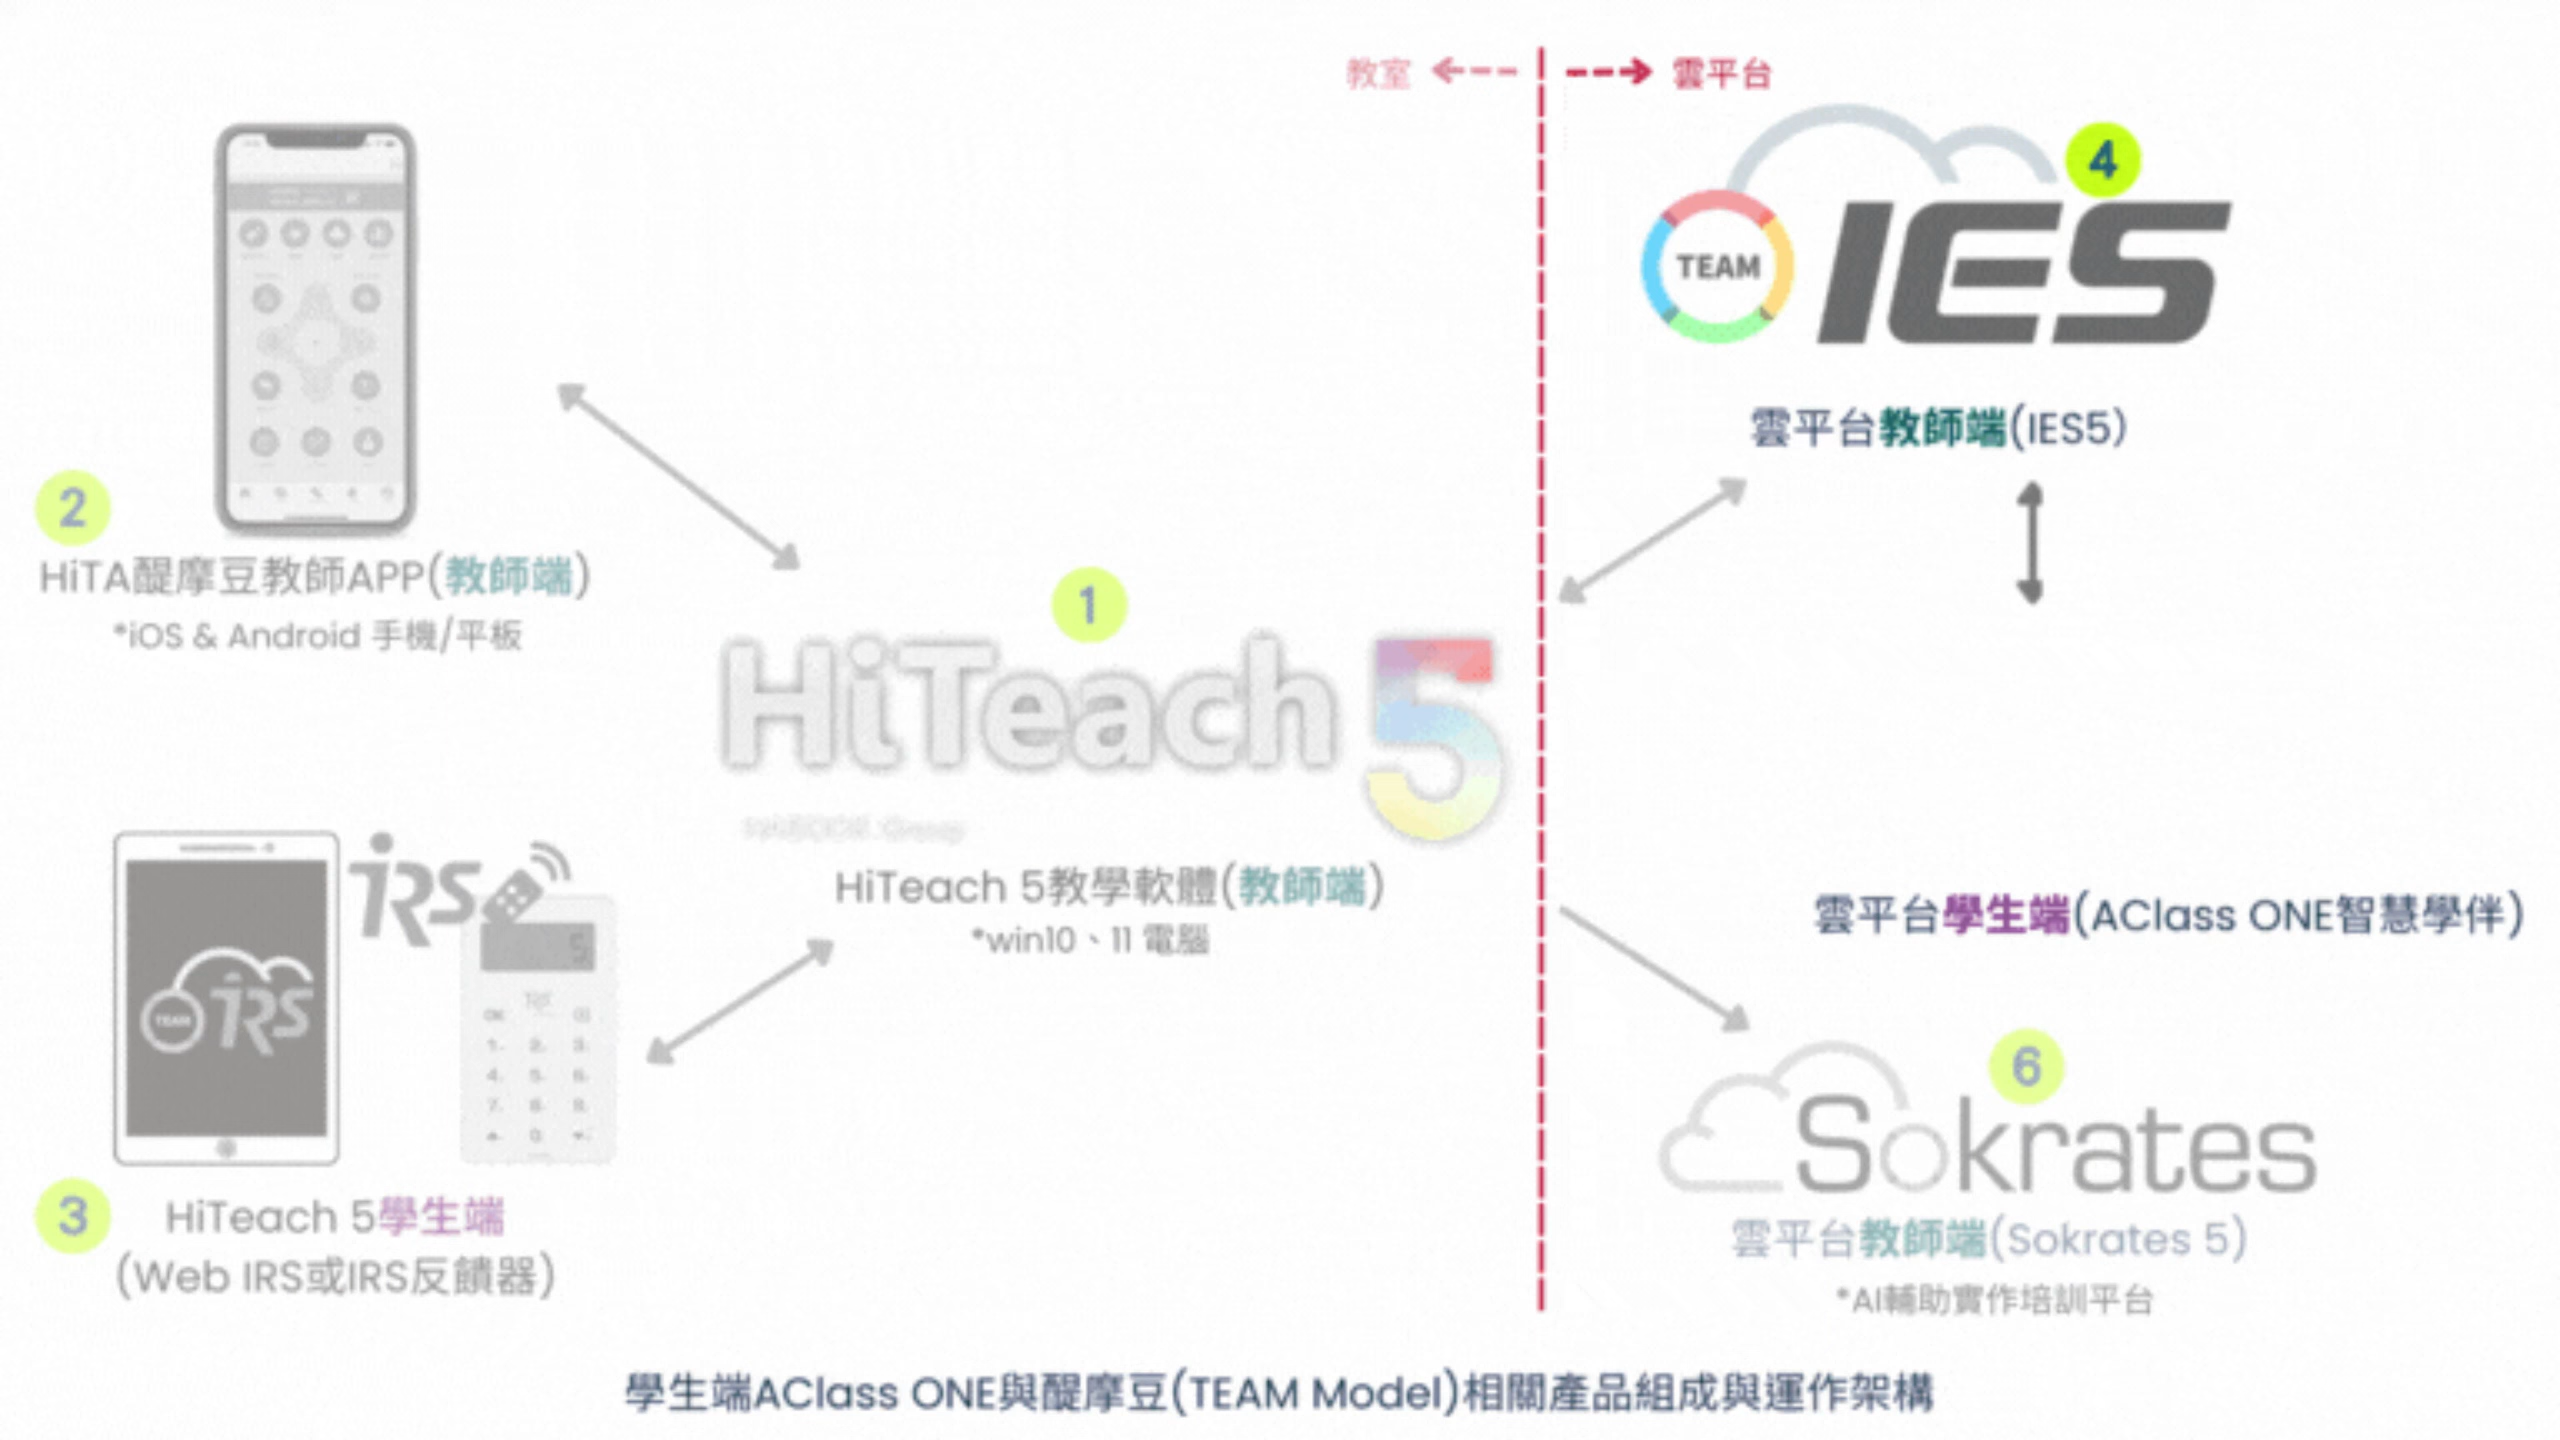 教室
雲平台
4
TEAM
IES
雲平台教師端(IES5)
2
HiTA醍摩豆教師APP(教師端)
*iOS & Android 手機/平板
1
HiTeach 5
HiTeach 5教學軟體(教師端)
*win10、11 電腦
iRS
TEAM iRS
3
HiTeach 5學生端
(Web IRS或IRS反饋器)
雲平台學生端(AClass ONE智慧學伴)
6
Sokrates
雲平台教師端(Sokrates 5)
*AI輔助實作培訓平台
學生端AClass ONE與醍摩豆(TEAM Model)相關產品組成與運作架構